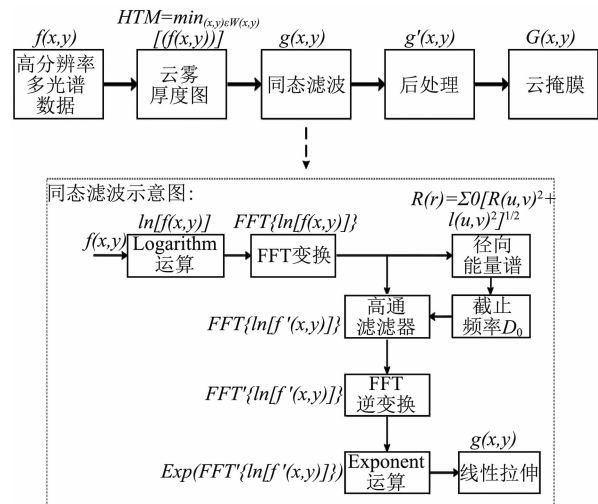 HTM=min(x,y)εW(x,y)
f(x,y)
[(f(x,y))]
g(x,y)
g'(x,y)
G(x,y)
高分辨率
多光谱
数据
云雾
厚度图
同态滤波
后处理
云掩膜
同态滤波示意图:
R(r)=Σ0[R(u,v)²+
l(u,v)²]1/2
ln[f(x,y)]
FFT{ln[f(x,y)]}
f(x,y)
Logarithm
运算
FFT变换
径向
能量谱
FFT{ln[f '(x,y)]}
高通
滤滤器
截止
频率D₀
FFT'{ln[f '(x,y)]}
FFT
逆变换
g(x,y)
Exp(FFT'{ln[f '(x,y)]})
Exponent
运算
线性拉伸